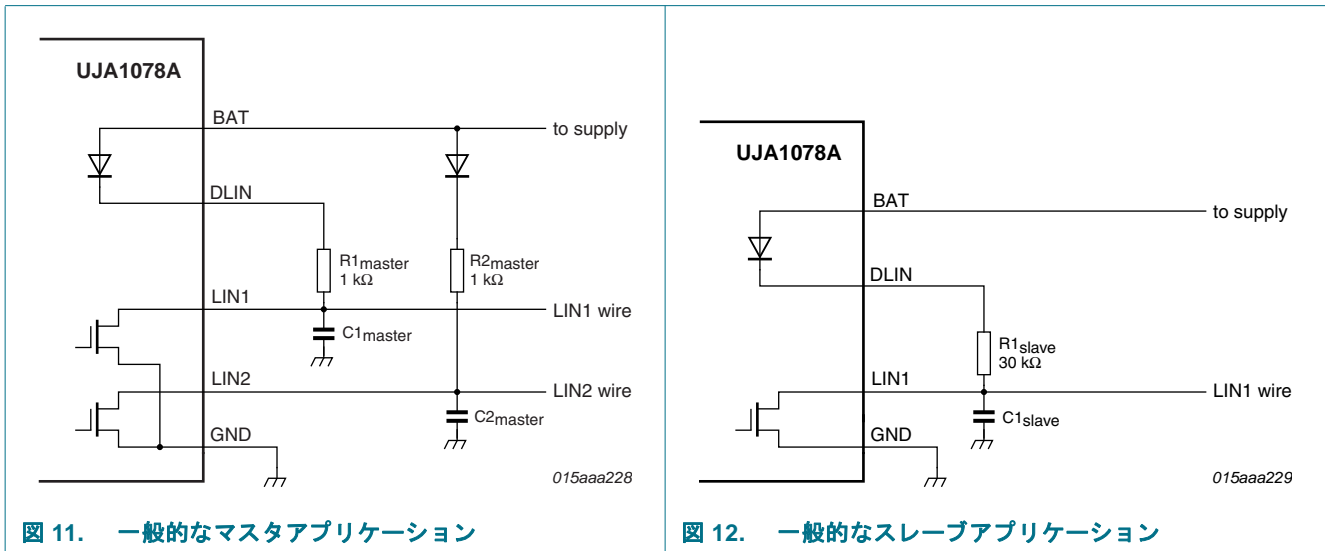 UJA1078A
BAT
to supply
DLIN
R1master
1 kΩ
R2master
1 kΩ
LIN1
LIN1 wire
C1master
LIN2
LIN2 wire
C2master
GND
015aaa228
図 11. 一般的なマスタアプリケーション
UJA1078A
BAT
to supply
DLIN
R1slave
30 kΩ
LIN1
LIN1 wire
C1slave
GND
015aaa229
図 12. 一般的なスレーブアプリケーション